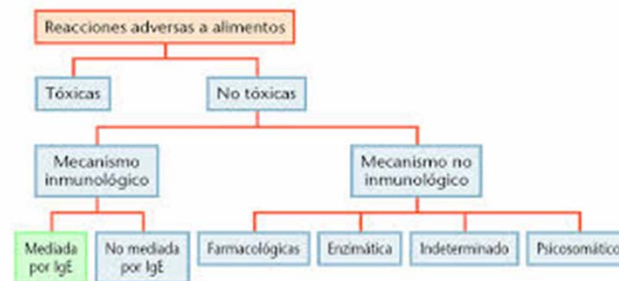 Reacciones adversas a alimentos
Tóxicas
No tóxicas
Mecanismo
inmunológico
Mecanismo no
inmunológico
Mediada
por IgE
No mediada
por IgE
Farmacológicas
Enzimática
Indeterminado
Psicosomático